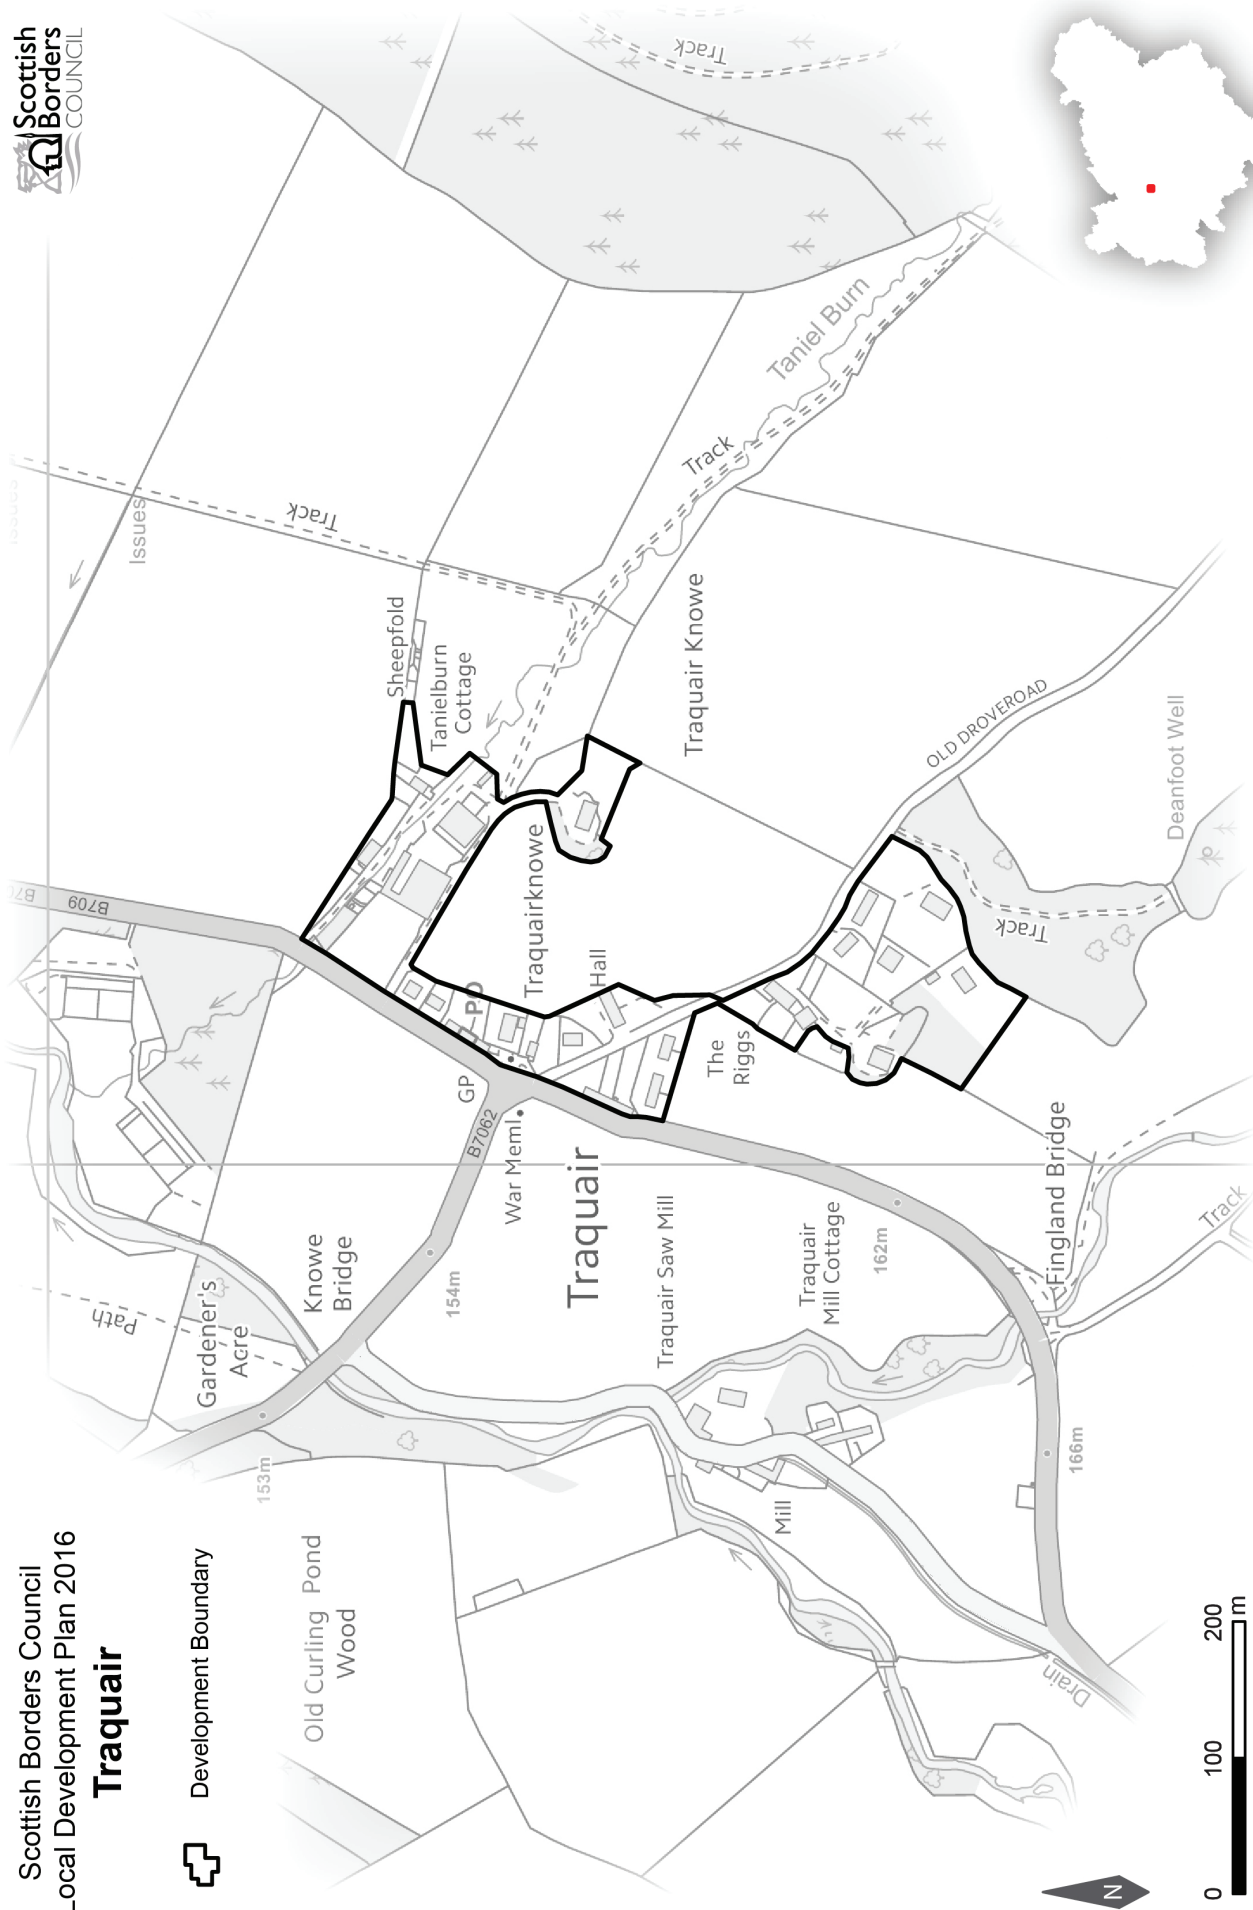 Scottish Borders Council
Local Development Plan 2016
Traquair
Development Boundary
Scottish
Borders
COUNCIL
Issues
Issues
B70
B709
Track
Path
Gardener's
Acre
Knowe
Bridge
153m
Old Curling Pond
Wood
154m
B7062
GP
War Meml
P.O
Sheepfold
Tanielburn
Cottage
Traquairknowe
Hall
Traquair
Traquair Saw Mill
Traquair
Mill Cottage
Mill
162m
The
Riggs
Traquair Knowe
Track
Taniel Burn
Track
OLD DROVEROAD
Track
Deanfoot Well
Fingland Bridge
166m
Track
Drain
N
0
100
200
m